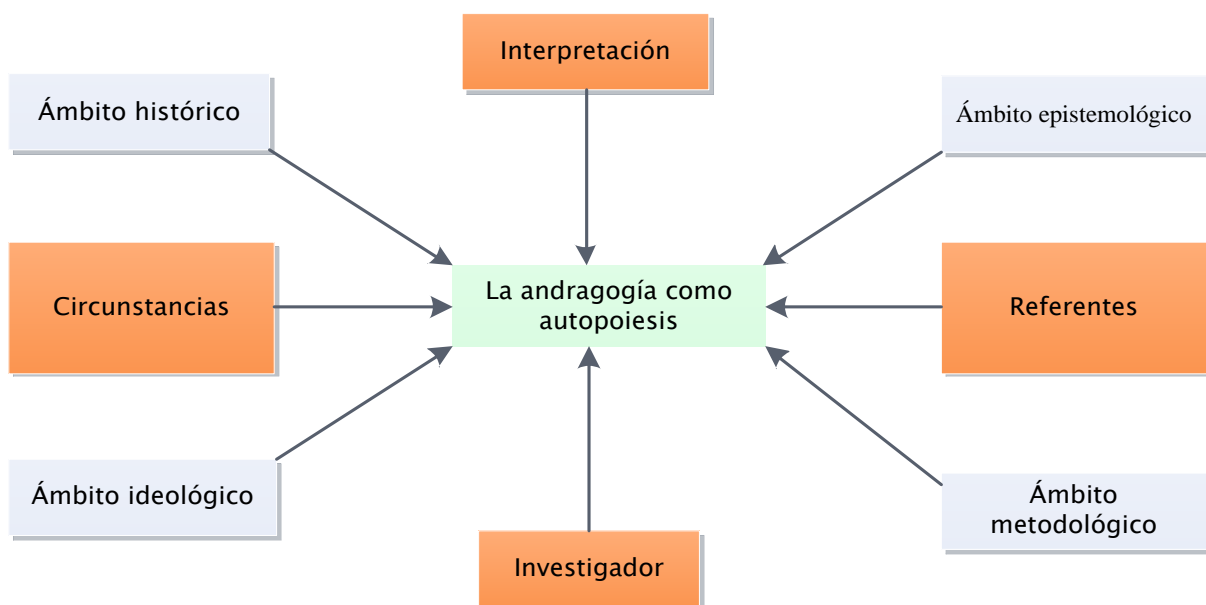 Interpretación
Ámbito histórico
Ámbito epistemológico
Circunstancias
La andragogía como
autopoiesis
Referentes
Ámbito ideológico
Ámbito
metodológico
Investigador